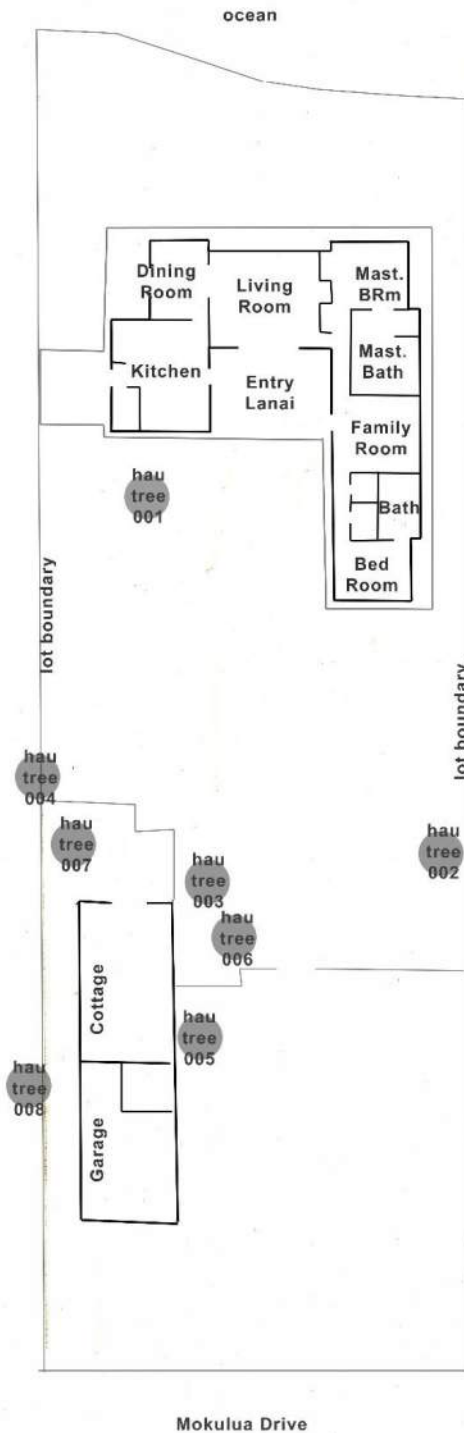 ocean
Dining
Room
Living
Room
Mast.
BRm
Mast.
Bath
Kitchen
Entry
Lanai
Family
Room
hau
tree
001
Bath
Bed
Room
lot boundary
lot boundary
hau
tree
004
hau
tree
007
hau
tree
002
hau
tree
003
hau
tree
006
Cottage
hau
tree
005
hau
tree
008
Garage
Mokulua Drive